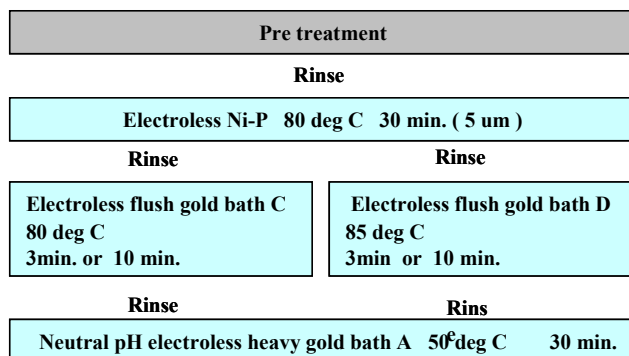 Pre treatment
Rinse
Electroless Ni-P 80 deg C 30 min. ( 5 um )
Rinse Rinse
Electroless flush gold bath C
80 deg C
3min. or 10 min.
Electroless flush gold bath D
85 deg C
3min or 10 min.
Rinse Rins
e
Neutral pH electroless heavy gold bath A 50 deg C 30 min.